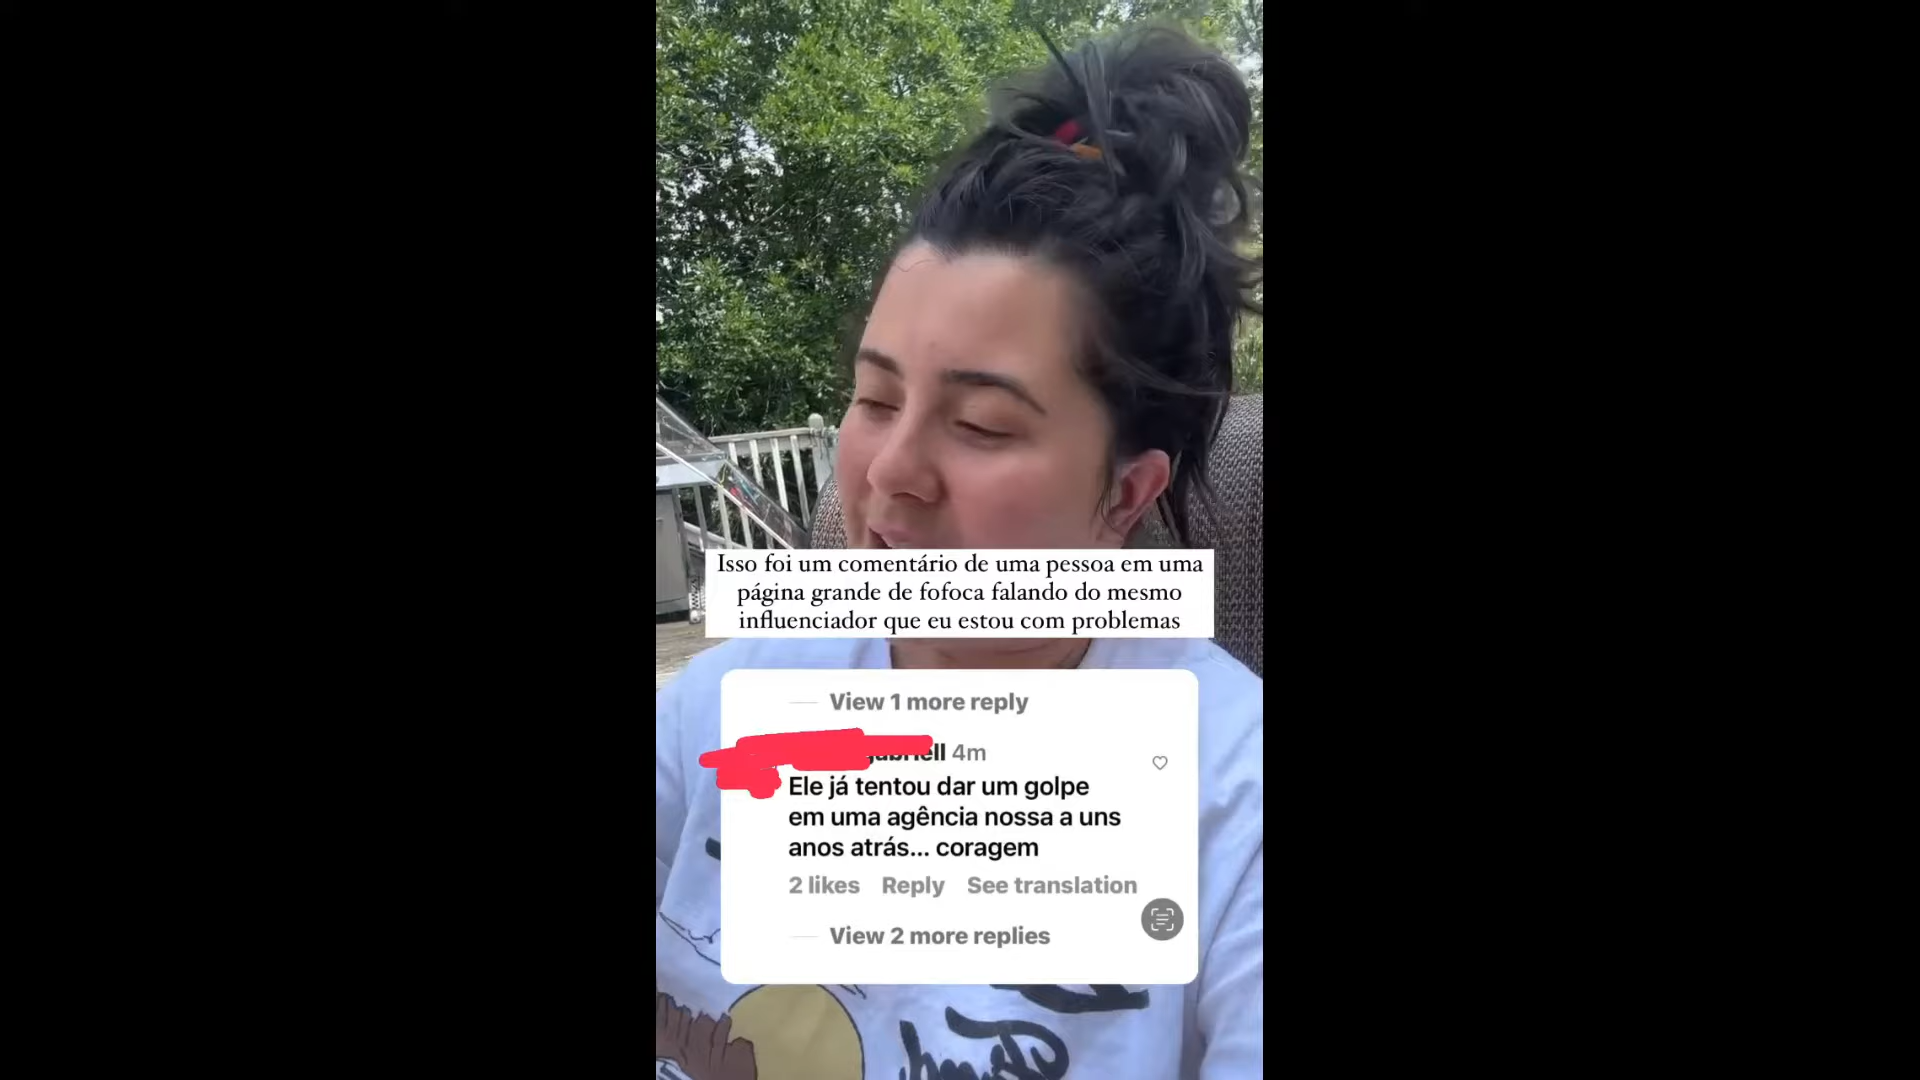 Isso foi um comentário de uma pessoa em uma
página grande de fofoca falando do mesmo
influenciador que eu estou com problemas
View 1 more reply
4m
Ele já tentou dar um golpe
em uma agência nossa a uns
anos atrás... coragem
2 likes Reply See translation
View 2 more replies